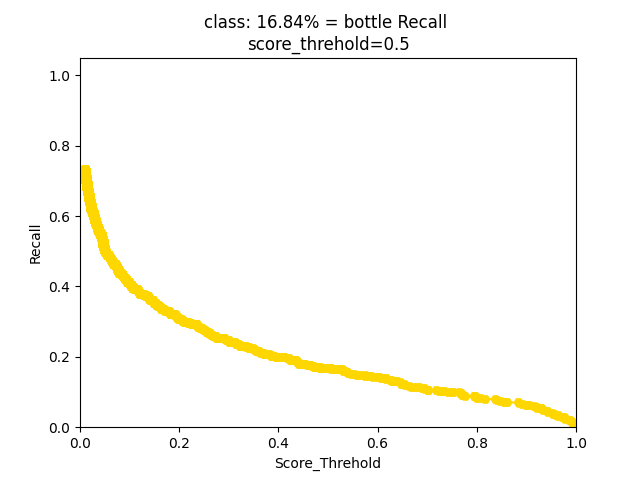 class: 16.84% = bottle Recall
score_threhold=0.5
1.0
0.8
0.6
0.4
0.2
0.0
Recall
0.0 0.2 0.4 0.6 0.8 1.0
Score_Threhold